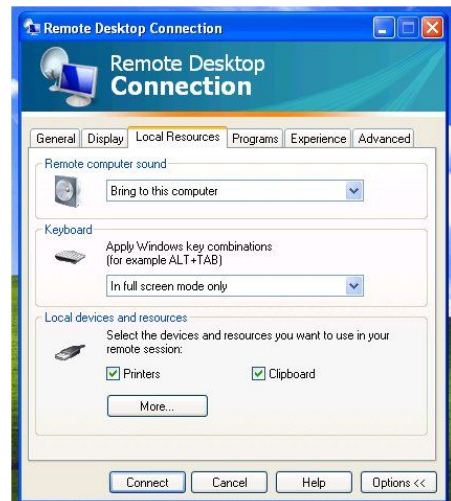 Remote Desktop Connection
Remote Desktop
Connection
General Display Local Resources Programs Experience Advanced
Remote computer sound
Bring to this computer
Keyboard
Apply Windows key combinations
(for example ALT+TAB)
In full screen mode only
Local devices and resources
Select the devices and resources you want to use in your
remote session:
Printers Clipboard
More...
Connect Cancel Help Options <<